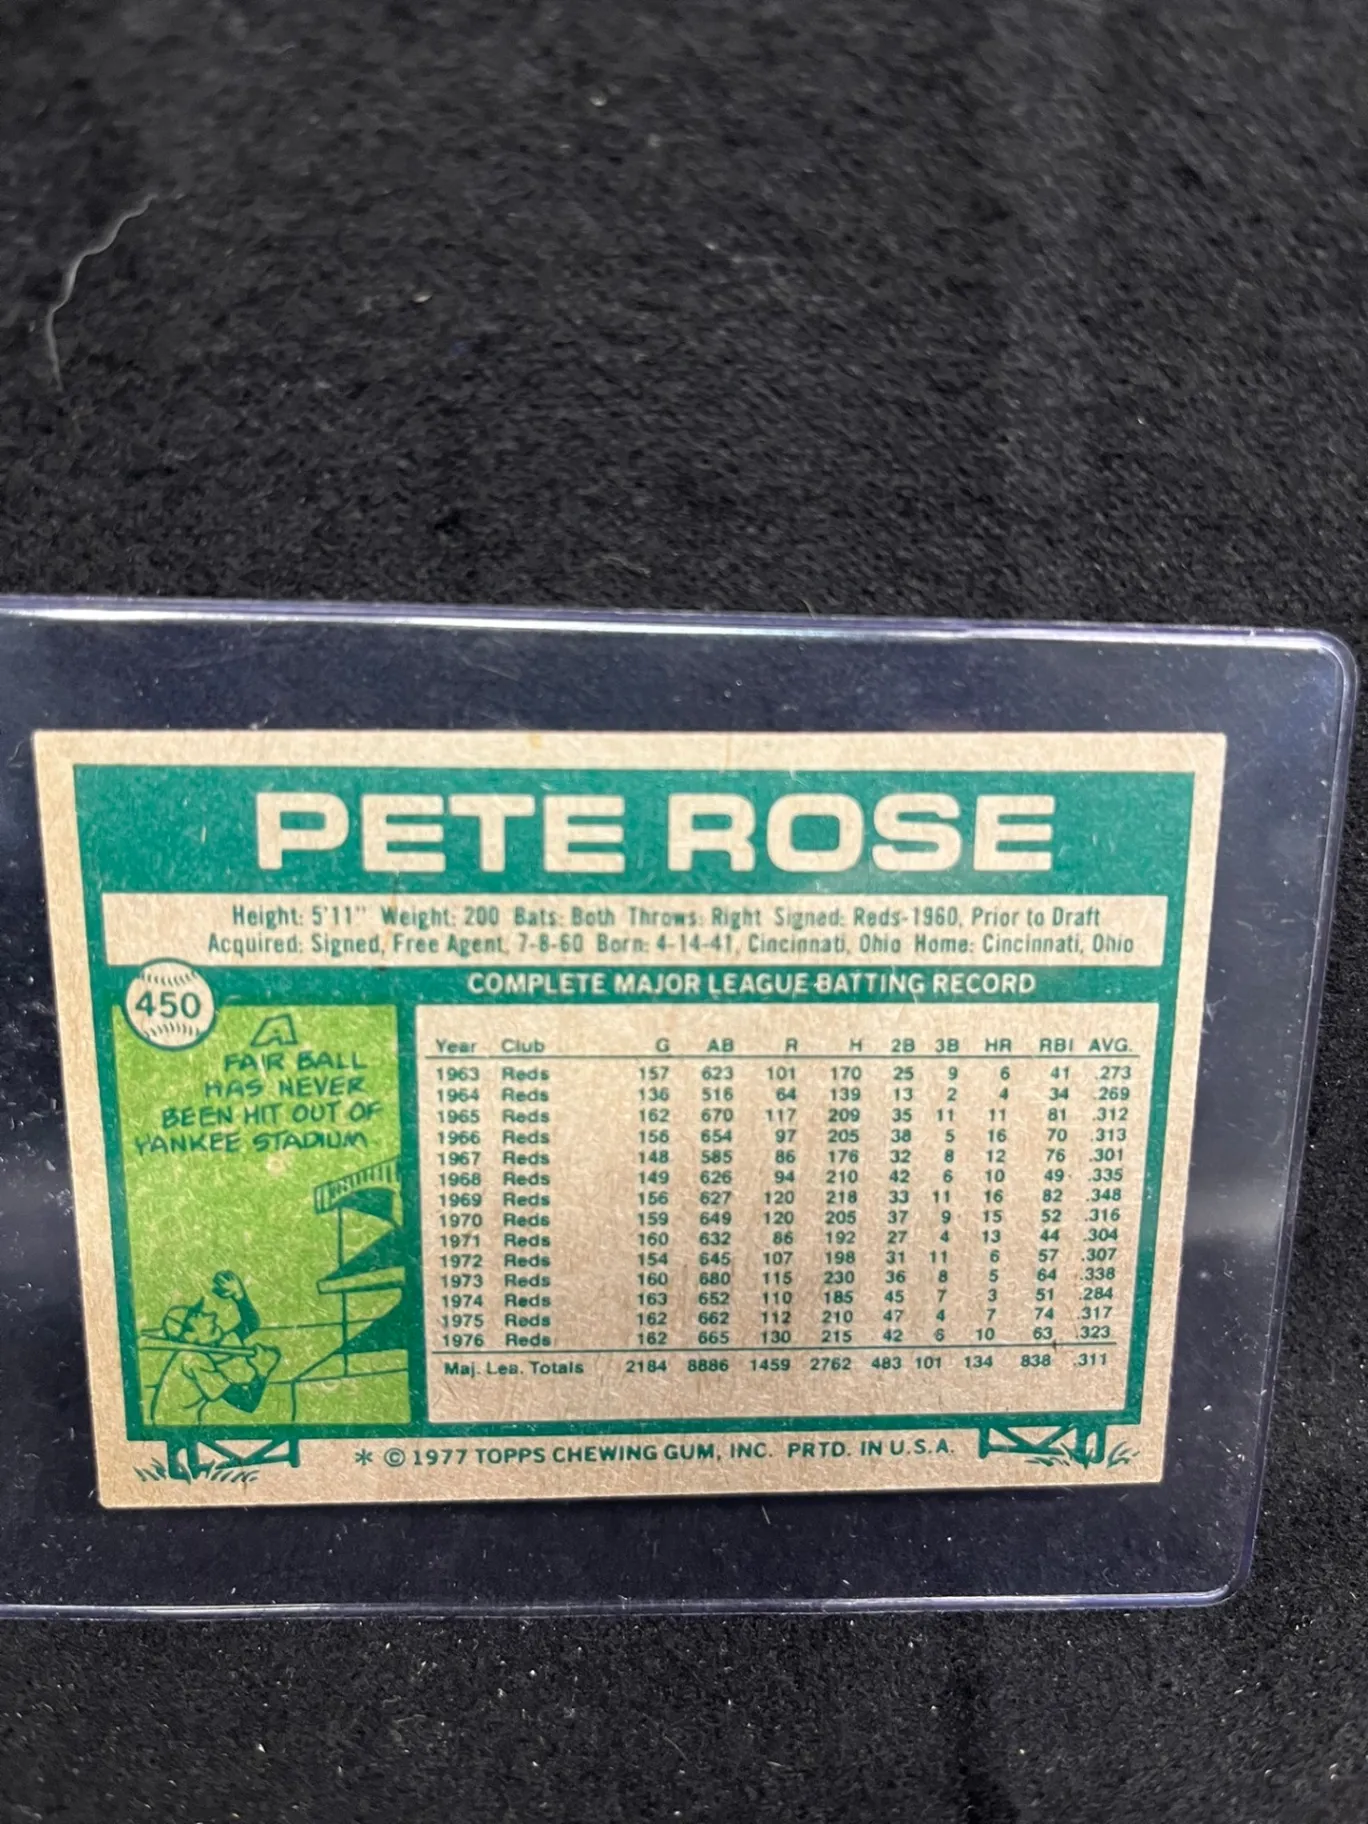 PETE ROSE
Height: 5'11" Weight: 200 Bats: Both Throws: Right Signed: Reds-1960, Prior to Draft
Acquired: Signed, Free Agent, 7-8-60 Born: 4-14-41, Cincinnati, Ohio Home: Cincinnati, Ohio
COMPLETE MAJOR LEAGUE BATTING RECORD
450
A
FAIR BALL
HAS NEVER
BEEN HIT OUT OF
YANKEE STADIUM
Year Club G AB R H 2B 3B HR RBI AVG.
1963 Reds 157 623 101 170 25 9 6 41 .273
1964 Reds 136 516 64 139 13 2 4 34 .269
1965 Reds 162 670 117 209 35 11 11 81 .312
1966 Reds 156 654 97 205 38 5 16 70 .313
1967 Reds 148 585 86 176 32 8 12 76 .301
1968 Reds 149 626 94 210 42 6 10 49 .335
1969 Reds 156 627 120 218 33 11 16 82 .348
1970 Reds 159 649 120 205 37 9 15 52 .316
1971 Reds 160 632 86 192 27 4 13 44 .304
1972 Reds 154 645 107 198 31 11 6 57 .307
1973 Reds 160 680 115 230 36 8 5 64 .338
1974 Reds 163 652 110 185 45 7 3 51 .284
1975 Reds 162 662 112 210 47 4 7 74 .317
1976 Reds 162 665 130 215 42 6 10 63 .323
Maj. Lea. Totals 2184 8886 1459 2762 483 101 134 838 .311
* © 1977 TOPPS CHEWING GUM, INC. PRTD. IN U.S.A.